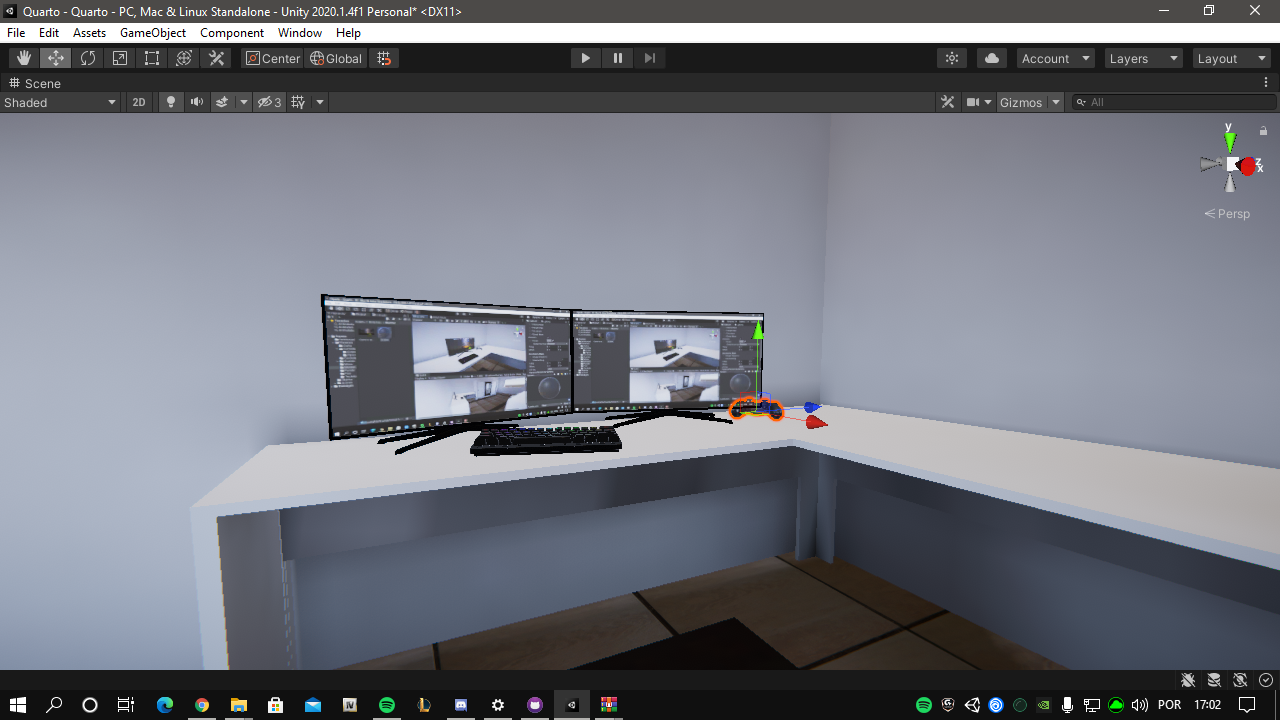 Quarto - Quarto - PC, Mac & Linux Standalone - Unity 2020.1.4f1 Personal* <DX11>
File Edit Assets GameObject Component Window Help
Center Global Account Layers Layout
Scene
Shaded 2D 3 Gizmos All
y
z
x
Persp
IV
POR 17:02